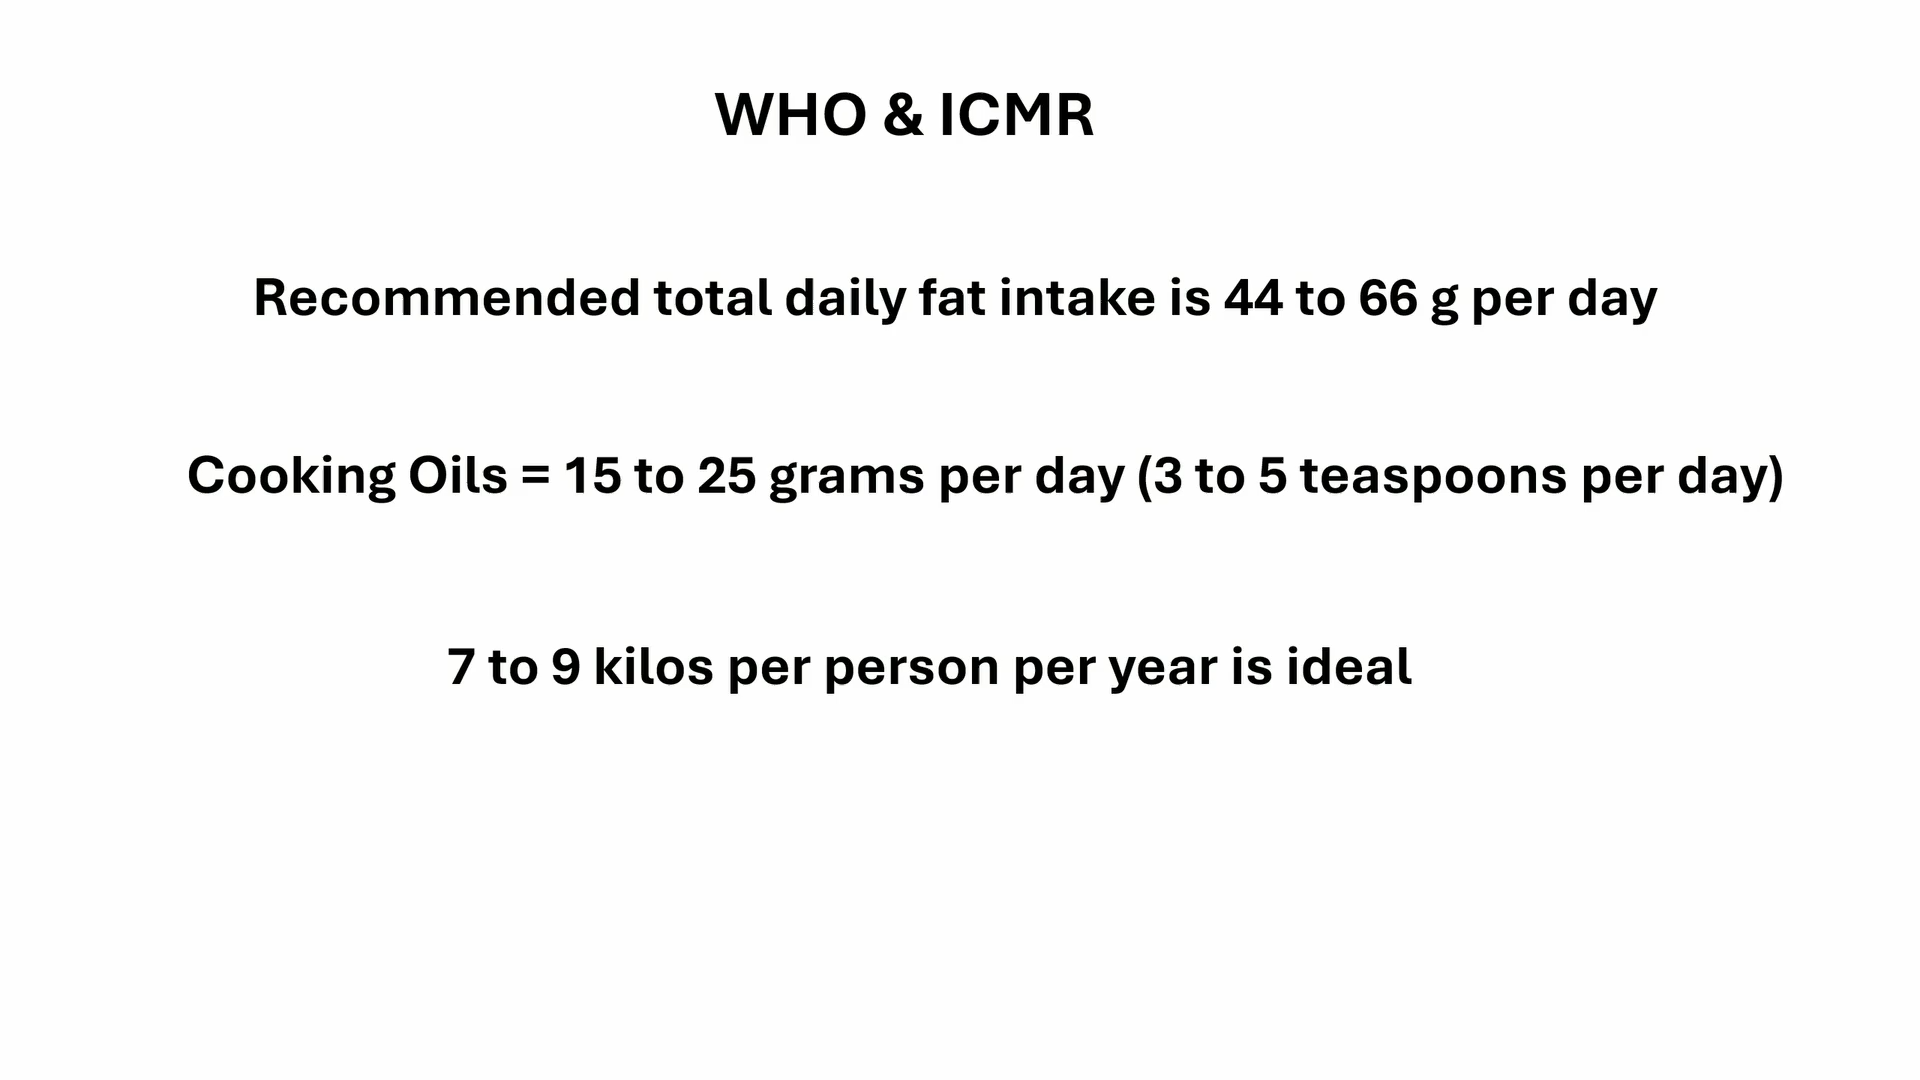 WHO & ICMR
Recommended total daily fat intake is 44 to 66 g per day
Cooking Oils = 15 to 25 grams per day (3 to 5 teaspoons per day)
7 to 9 kilos per person per year is ideal